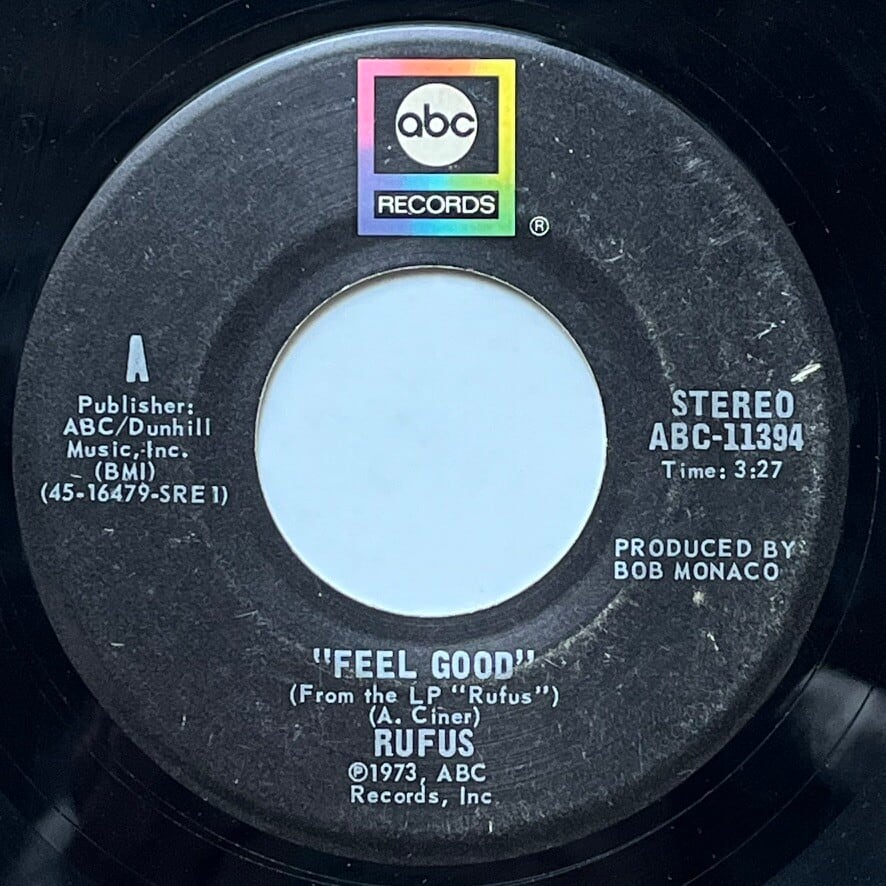 abc
RECORDS
®
A
Publisher:
ABC/Dunhill
Music, Inc.
(BMI)
(45-16479-SRE1)
STEREO
ABC-11394
Time: 3:27
PRODUCED BY
BOB MONACO
"FEEL GOOD"
(From the LP "Rufus")
(A. Ciner)
RUFUS
℗1973, ABC
Records, Inc